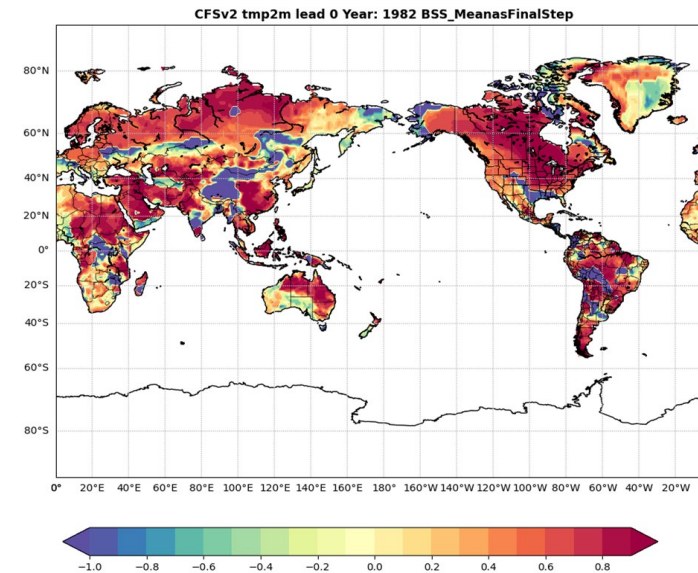 CFSv2 tmp2m lead 0 Year: 1982 BSS_MeanasFinalStep
80°N
60°N
40°N
20°N
0°
20°S
40°S
60°S
80°S
0° 20°E 40°E 60°E 80°E 100°E 120°E 140°E 160°E 180° 160°W 140°W 120°W 100°W 80°W 60°W 40°W 20°W
−1.0 −0.8 −0.6 −0.4 −0.2 0.0 0.2 0.4 0.6 0.8